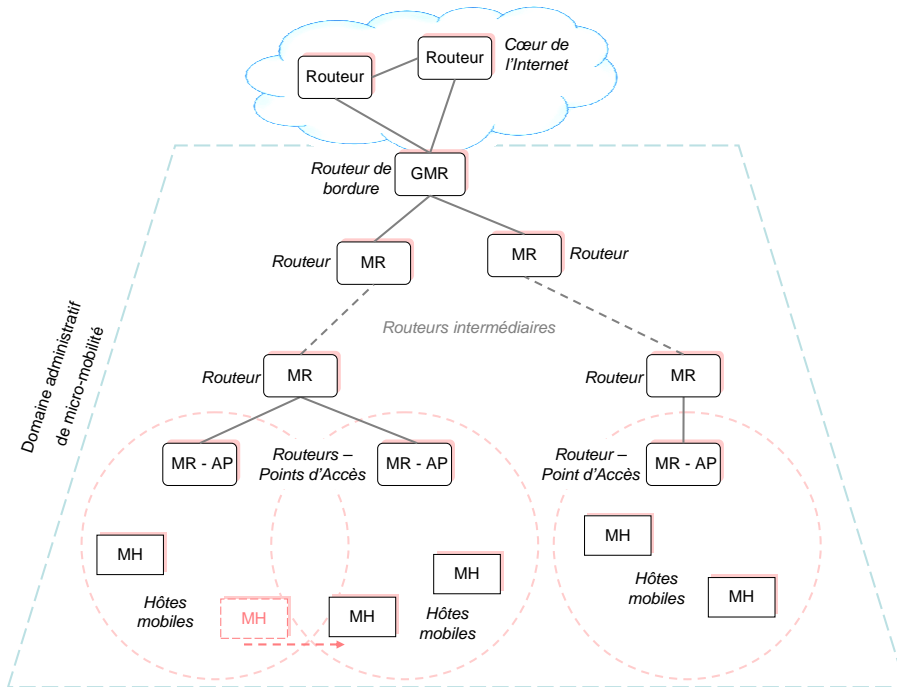 Cœur de
l'Internet
Routeur
Routeur
Routeur de
bordure
GMR
Routeur
MR
MR
Routeur
Routeurs intermédiaires
Domaine administratif
de micro-mobilité
Routeur
MR
Routeur
MR
MR - AP
Routeurs –
Points d'Accès
MR - AP
Routeur –
Point d'Accès
MR - AP
MH
MH
MH
Hôtes
mobiles
MH
MH
Hôtes
mobiles
Hôtes
mobiles
MH